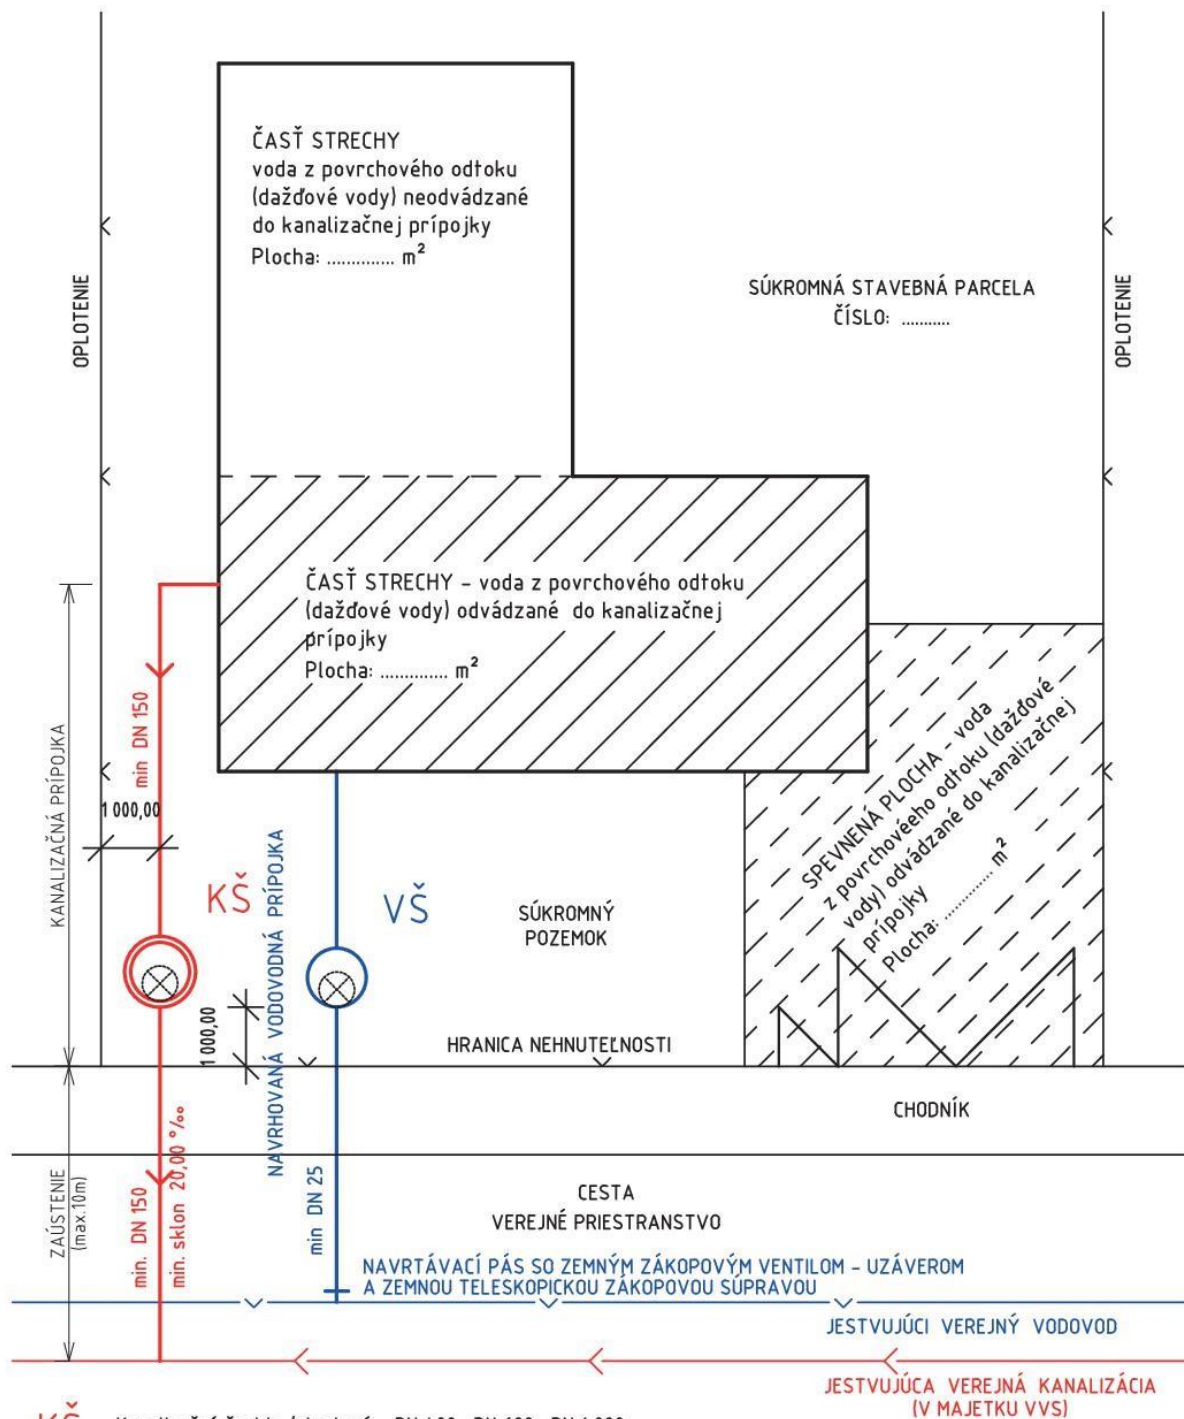 ČASŤ STRECHY
voda z povrchového odtoku
(dažďové vody) neodvádzané
do kanalizačnej prípojky
Plocha: .............. m²
OPLOTENIE
SÚKROMNÁ STAVEBNÁ PARCELA
ČÍSLO: ...........
OPLOTENIE
ČASŤ STRECHY - voda z povrchového odtoku
(dažďové vody) odvádzané do kanalizačnej
prípojky
Plocha: .............. m²
KANALIZAČNÁ PRÍPOJKA
min DN 150
1 000,00
KŠ
NAVRHOVANÁ VODOVODNÁ PRÍPOJKA
VŠ
SÚKROMNÝ
POZEMOK
SPEVNENÁ PLOCHA - voda
z povrchovéeho odtoku (dažďové
vody) odvádzané do kanalizačnej
prípojky
Plocha: .............. m²
1 000,00
HRANICA NEHNUTEĽNOSTI
CHODNÍK
ZAÚSTENIE
(max.10m)
min. DN 150
min. sklon 20,00 °/oo
min DN 25
CESTA
VEREJNÉ PRIESTRANSTVO
NAVRTÁVACÍ PÁS SO ZEMNÝM ZÁKOPOVÝM VENTILOM - UZÁVEROM
A ZEMNOU TELESKOPICKOU ZÁKOPOVOU SÚPRAVOU
JESTVUJÚCI VEREJNÝ VODOVOD
JESTVUJÚCA VEREJNÁ KANALIZÁCIA
(V MAJETKU VVS)
KŠ